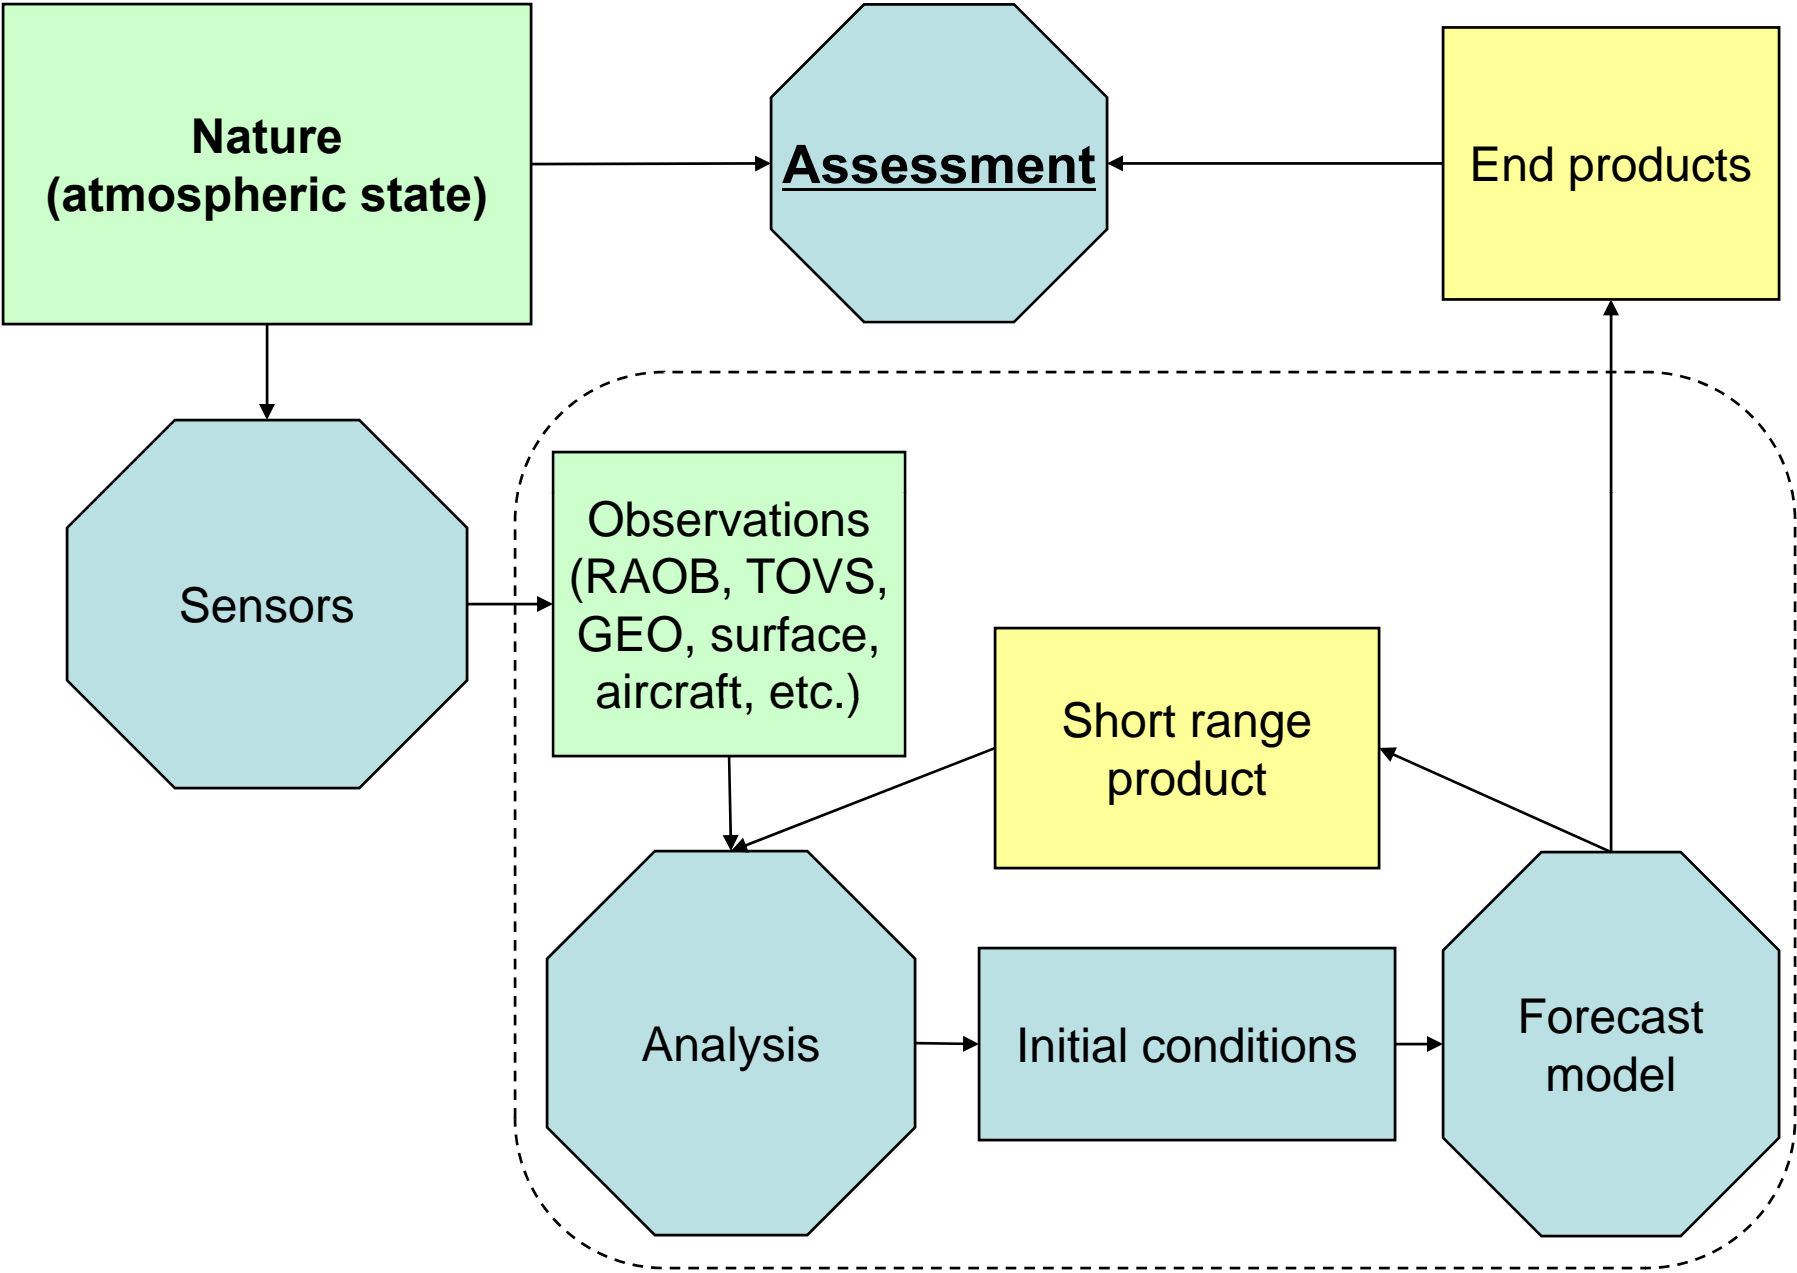 Nature
(atmospheric state)
Assessment
End products
Sensors
Observations
(RAOB, TOVS,
GEO, surface,
aircraft, etc.)
Short range
product
Analysis
Initial conditions
Forecast
model